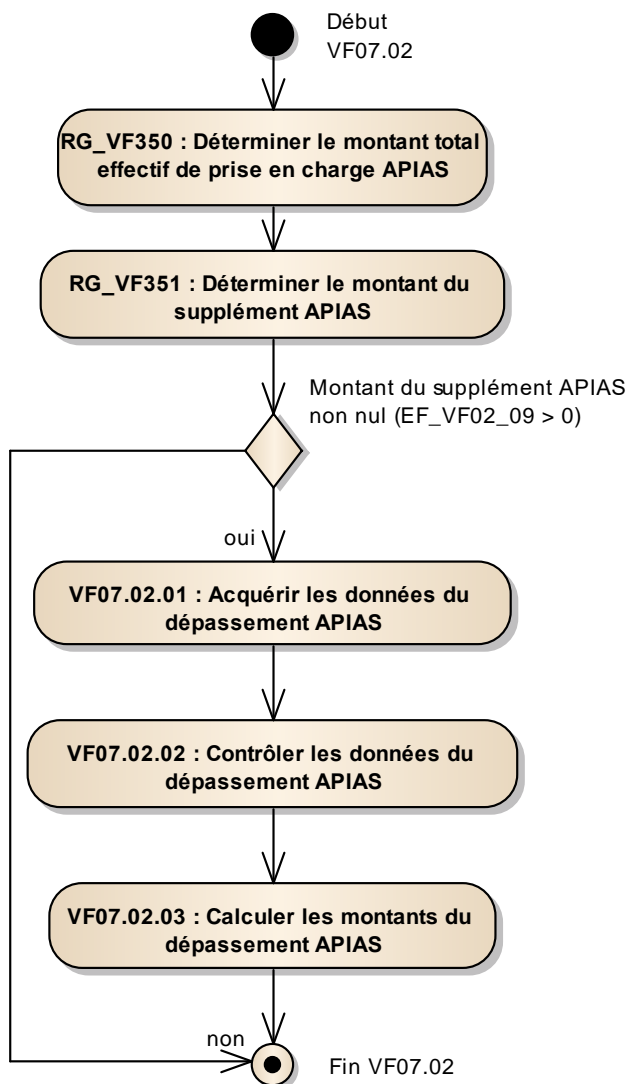 Début
VF07.02
RG_VF350 : Déterminer le montant total
effectif de prise en charge APIAS
RG_VF351 : Déterminer le montant du
supplément APIAS
Montant du supplément APIAS
non nul (EF_VF02_09 > 0)
oui
VF07.02.01 : Acquérir les données du
dépassement APIAS
VF07.02.02 : Contrôler les données du
dépassement APIAS
VF07.02.03 : Calculer les montants du
dépassement APIAS
non
Fin VF07.02